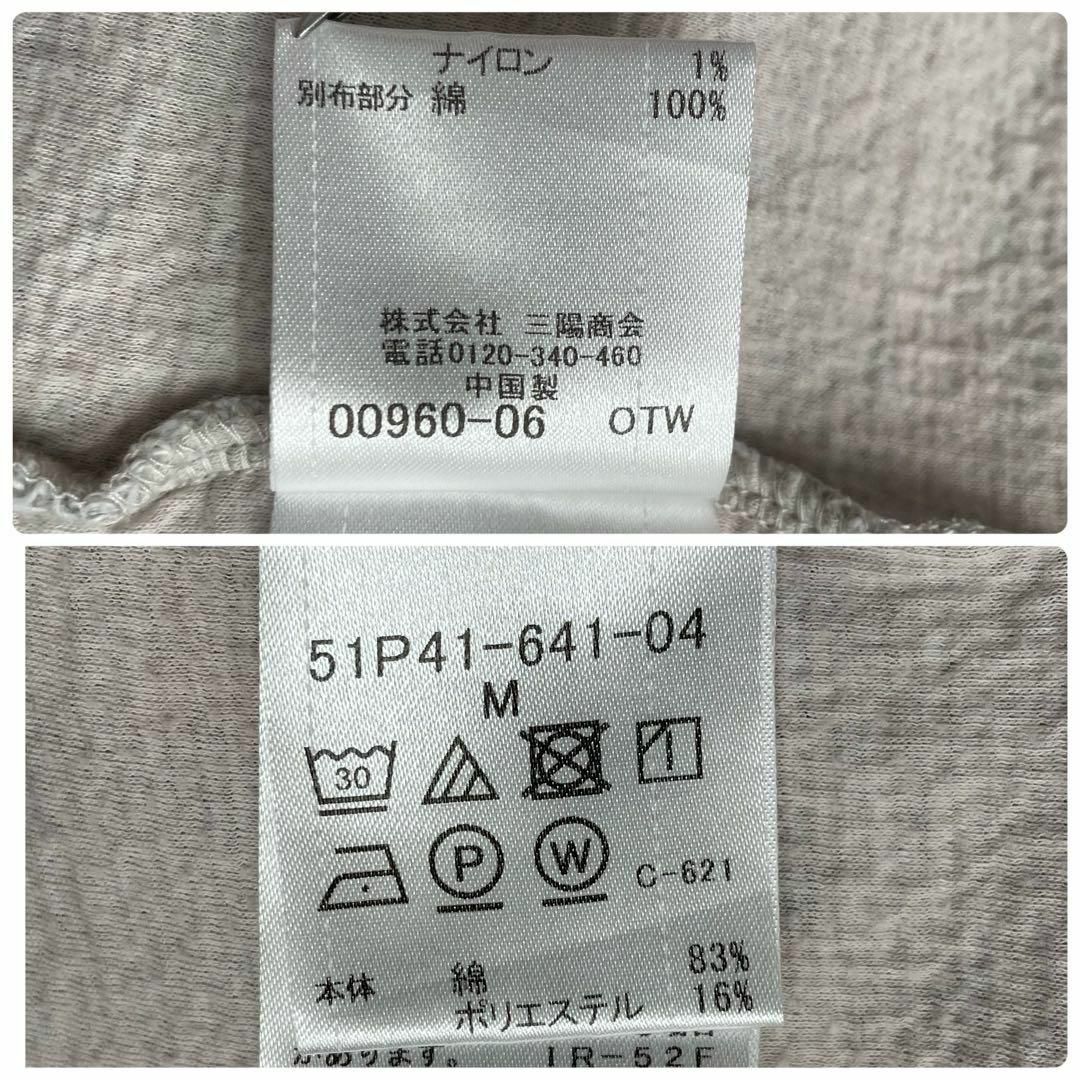 ナイロン 1%
別布部分 綿 100%
株式会社 三陽商会
電話0120-340-460
中国製
00960-06 OTW
51P41-641-04
M
30
P W C-621
本体 綿 83%
ポリエステル 16%
があります。 IR-52F